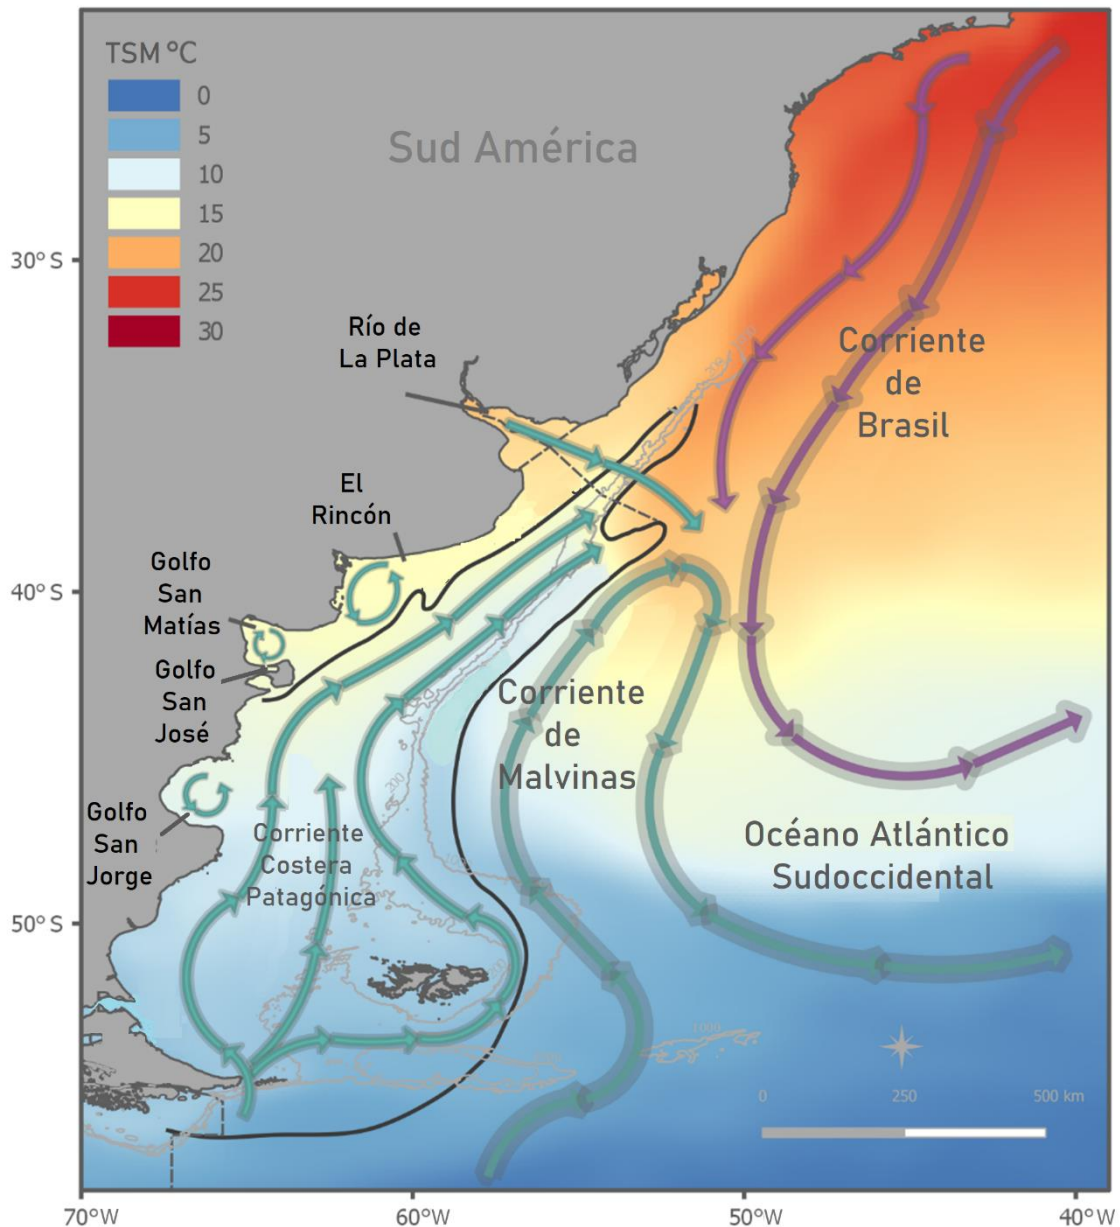 TSM °C
0
5
10
15
20
25
30
Sud América
30°S
40°S
50°S
Río de
La Plata
El
Rincón
Golfo
San
Matías
Golfo
San
José
Golfo
San
Jorge
Corriente
de
Brasil
Corriente
de
Malvinas
Corriente
Costera
Patagónica
Océano Atlántico
Sudoccidental
200
1000
0
250
500 km
70°W
60°W
50°W
40°W